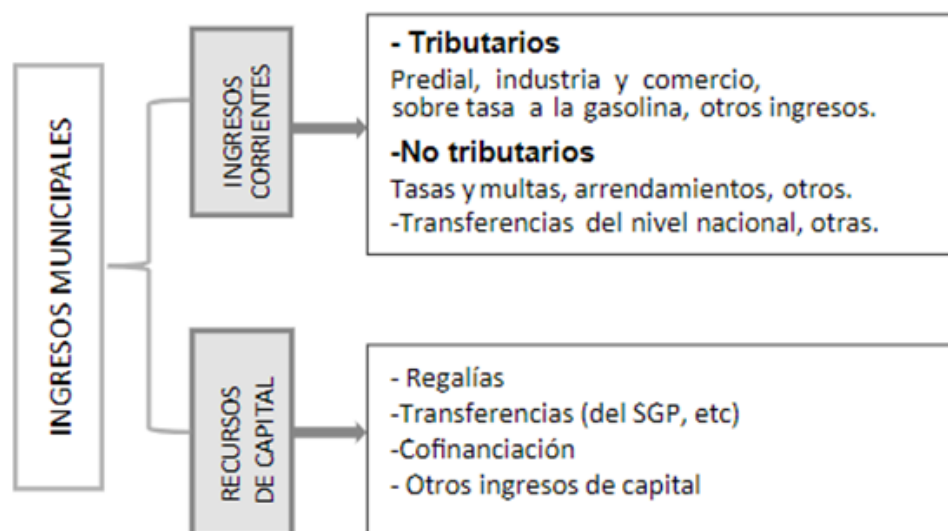 INGRESOS MUNICIPALES
INGRESOS
CORRIENTES
- Tributarios
Predial, industria y comercio,
sobre tasa a la gasolina, otros ingresos.
-No tributarios
Tasas y multas, arrendamientos, otros.
-Transferencias del nivel nacional, otras.
RECURSOS
DE CAPITAL
- Regalías
-Transferencias (del SGP, etc)
-Cofinanciación
- Otros ingresos de capital